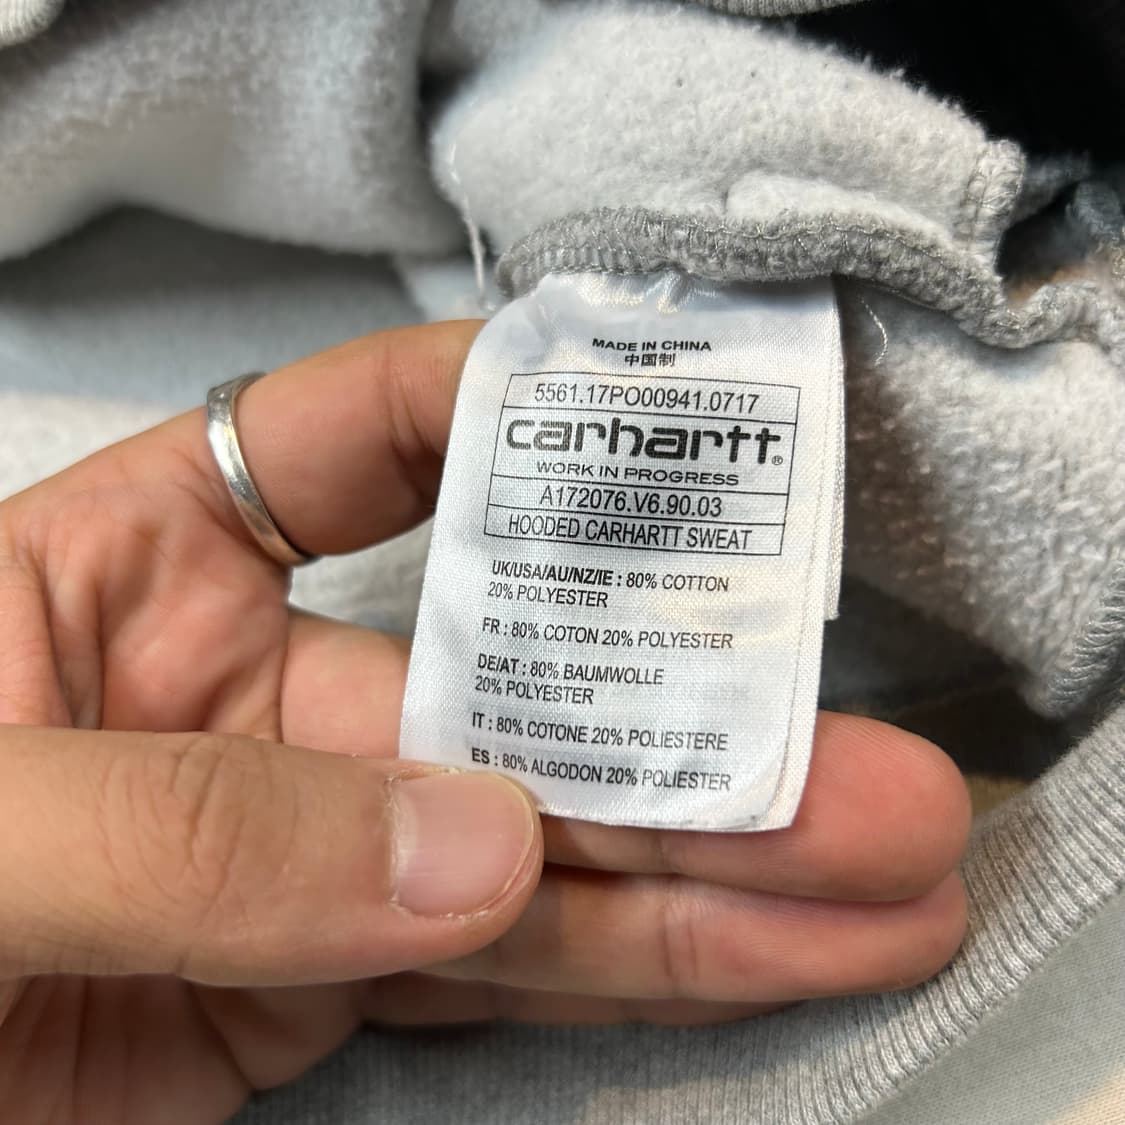 MADE IN CHINA
中国制
5561.17PO00941.0717
carhartt®
WORK IN PROGRESS
A172076.V6.90.03
HOODED CARHARTT SWEAT
UK/USA/AU/NZ/IE : 80% COTTON
20% POLYESTER
FR : 80% COTON 20% POLYESTER
DE/AT : 80% BAUMWOLLE
20% POLYESTER
IT : 80% COTONE 20% POLIESTERE
ES : 80% ALGODON 20% POLIESTER